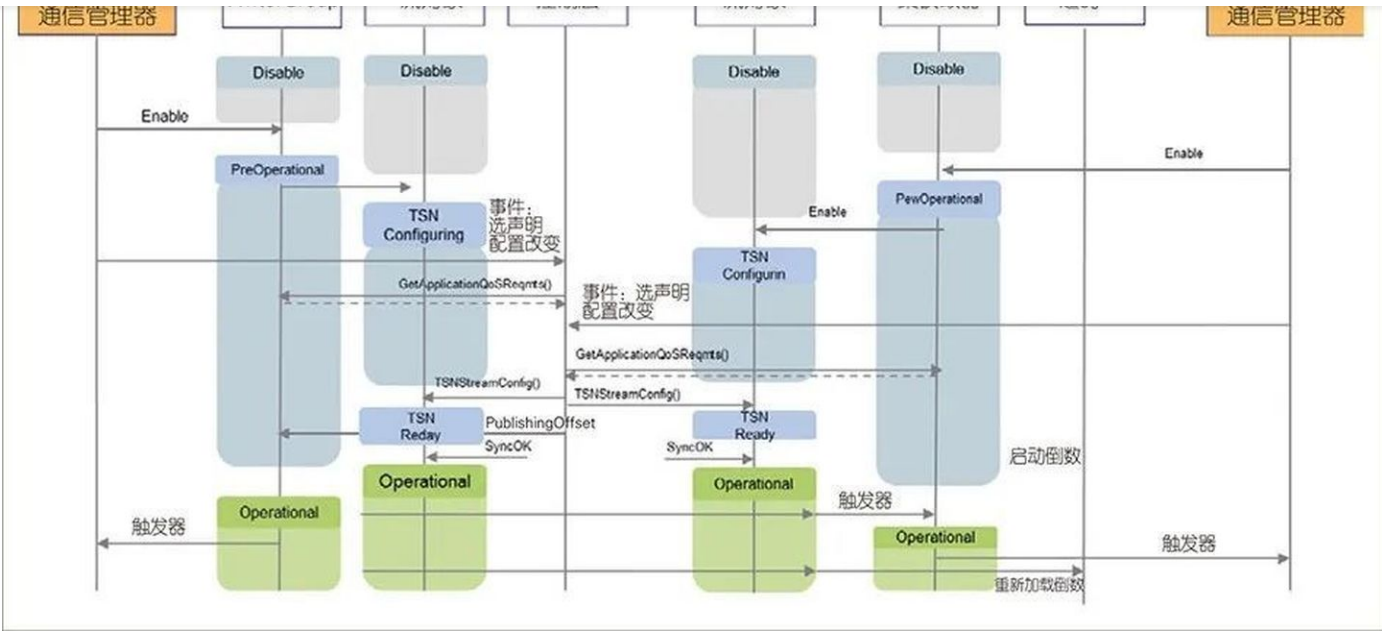 通信管理器
通信管理器
Disable
Disable
Disable
Disable
Enable
Enable
PreOperational
PewOperational
TSN
Configuring
事件：
选声明
配置改变
Enable
TSN
Configurin
GetApplicationQoSReqmts()
事件：选声明
配置改变
GetApplicationQoSReqmts()
TSNStreamConfig()
TSNStreamConfig()
TSN
Reday
PublishingOffset
TSN
Ready
SyncOK
SyncOK
启动倒数
Operational
Operational
Operational
触发器
触发器
Operational
触发器
重新加载倒数